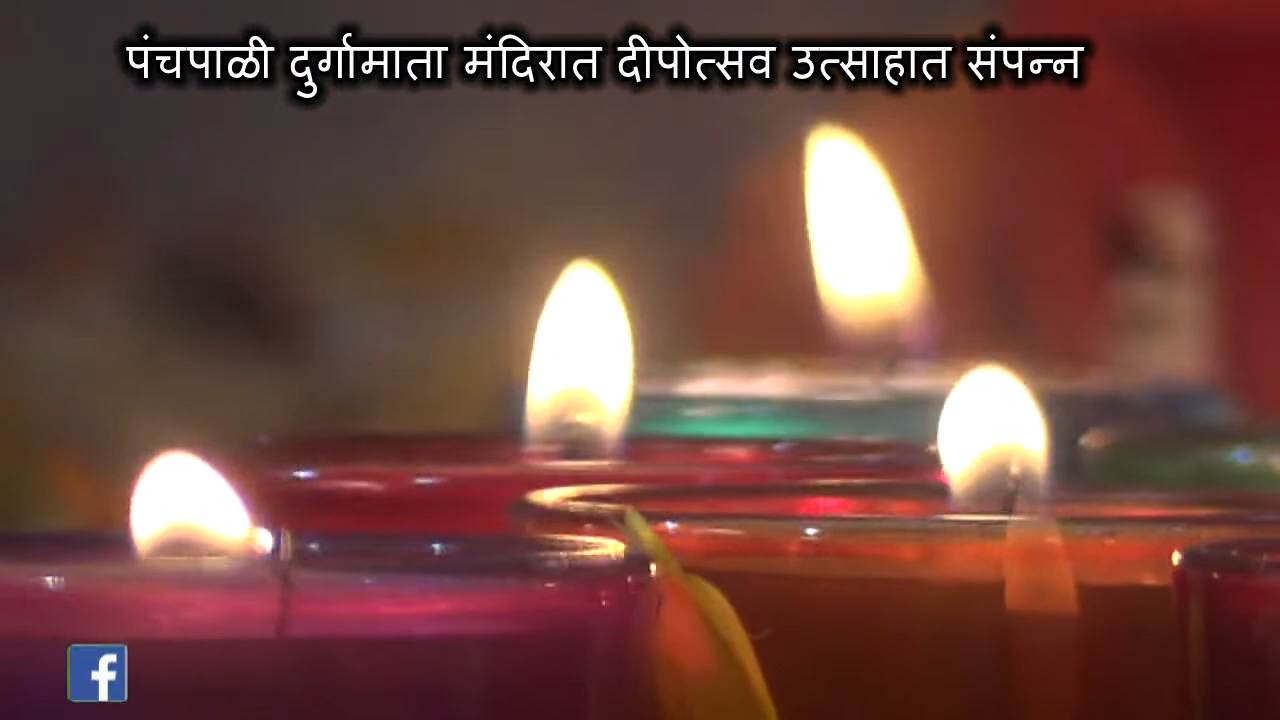 पंचपाळी दुर्गामाता मंदिरात दीपोत्सव उत्साहात संपन्न
f